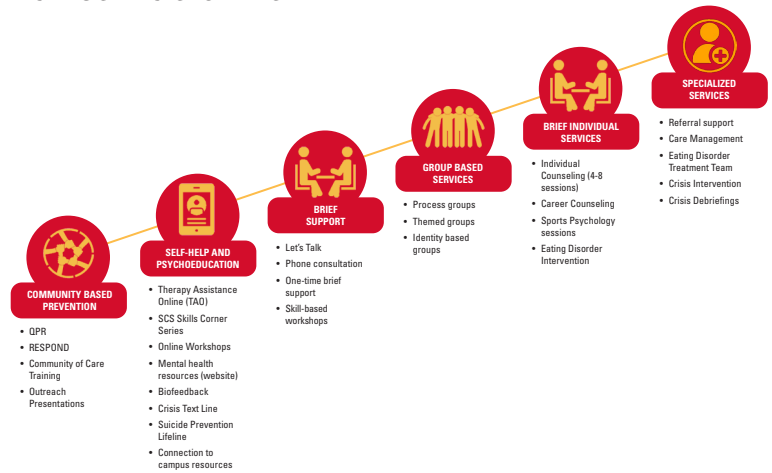 COMMUNITY BASED
PREVENTION
• QPR
• RESPOND
• Community of Care
Training
• Outreach
Presentations
SELF-HELP AND
PSYCHOEDUCATION
• Therapy Assistance
Online (TAO)
• SCS Skills Corner
Series
• Online Workshops
• Mental health
resources (website)
• Biofeedback
• Crisis Text Line
• Suicide Prevention
Lifeline
• Connection to
campus resources
BRIEF
SUPPORT
• Let's Talk
• Phone consultation
• One-time brief
support
• Skill-based
workshops
GROUP BASED
SERVICES
• Process groups
• Themed groups
• Identity based
groups
BRIEF INDIVIDUAL
SERVICES
• Individual
Counseling (4-8
sessions)
• Career Counseling
• Sports Psychology
sessions
• Eating Disorder
Intervention
SPECIALIZED
SERVICES
• Referral support
• Care Management
• Eating Disorder
Treatment Team
• Crisis Intervention
• Crisis Debriefings